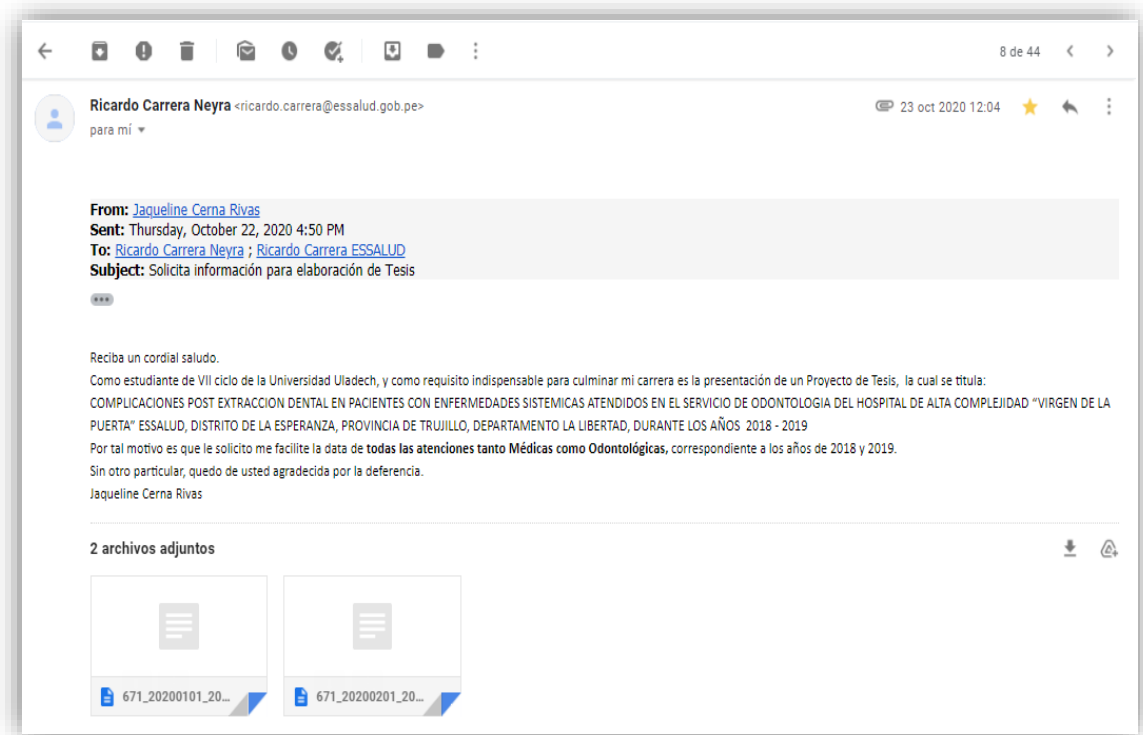 8 de 44
Ricardo Carrera Neyra <ricardo.carrera@essalud.gob.pe>
23 oct 2020 12:04
para mí
From: Jaqueline Cerna Rivas
Sent: Thursday, October 22, 2020 4:50 PM
To: Ricardo Carrera Neyra ; Ricardo Carrera ESSALUD
Subject: Solicita información para elaboración de Tesis
Reciba un cordial saludo.
Como estudiante de VII ciclo de la Universidad Uladech, y como requisito indispensable para culminar mi carrera es la presentación de un Proyecto de Tesis, la cual se titula:
COMPLICACIONES POST EXTRACCION DENTAL EN PACIENTES CON ENFERMEDADES SISTEMICAS ATENDIDOS EN EL SERVICIO DE ODONTOLOGIA DEL HOSPITAL DE ALTA COMPLEJIDAD “VIRGEN DE LA
PUERTA” ESSALUD, DISTRITO DE LA ESPERANZA, PROVINCIA DE TRUJILLO, DEPARTAMENTO LA LIBERTAD, DURANTE LOS AÑOS 2018 - 2019
Por tal motivo es que le solicito me facilite la data de todas las atenciones tanto Médicas como Odontológicas, correspondiente a los años de 2018 y 2019.
Sin otro particular, quedo de usted agradecida por la deferencia.
Jaqueline Cerna Rivas
2 archivos adjuntos
671_20200101_20...
671_20200201_20...